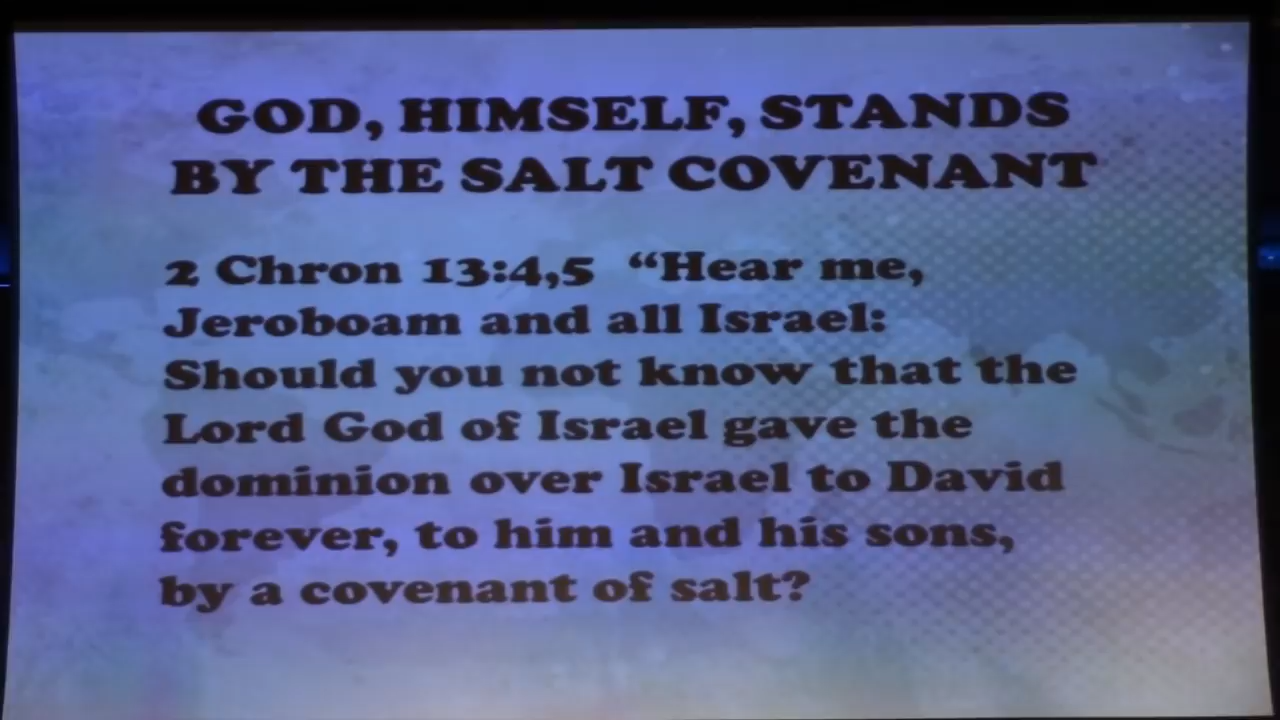 GOD, HIMSELF, STANDS
BY THE SALT COVENANT
2 Chron 13:4,5 “Hear me,
Jeroboam and all Israel:
Should you not know that the
Lord God of Israel gave the
dominion over Israel to David
forever, to him and his sons,
by a covenant of salt?